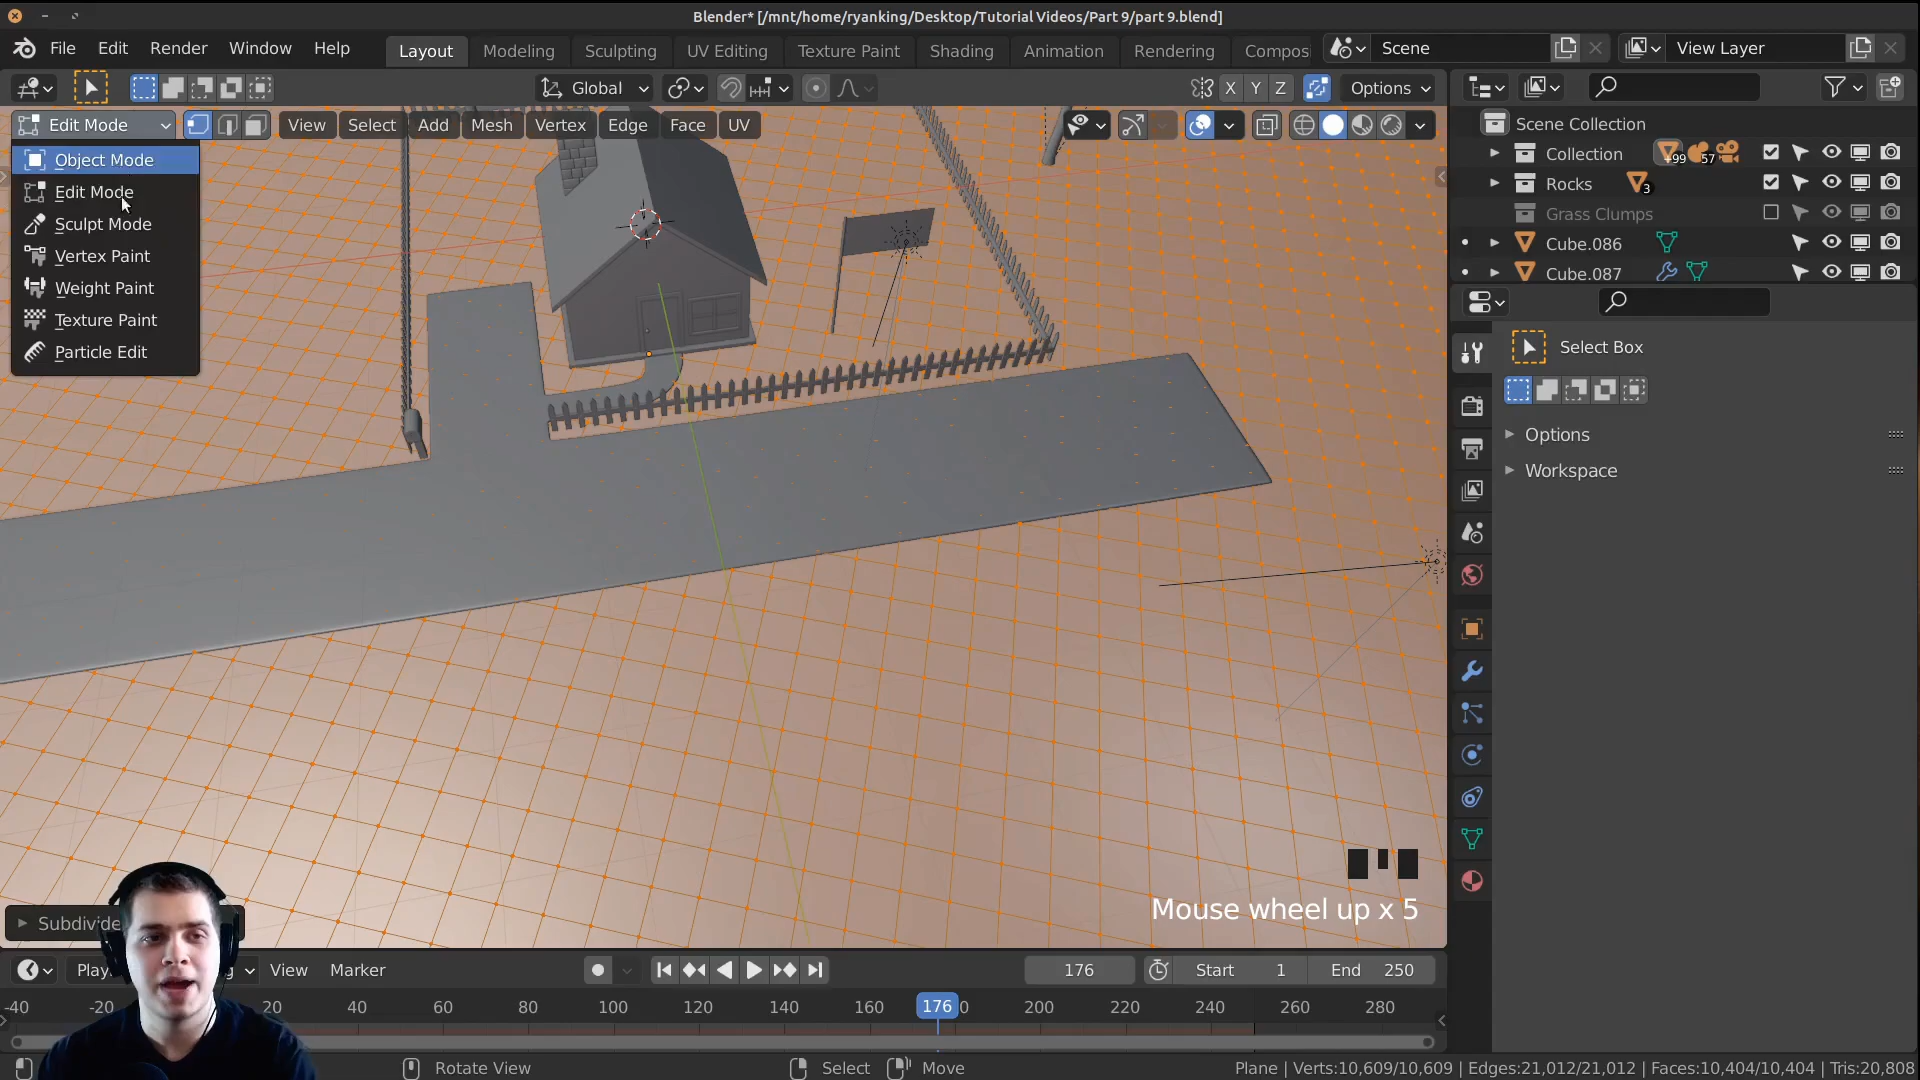 Blender* [/mnt/home/ryanking/Desktop/Tutorial Videos/Part 9/part 9.blend]
File Edit Render Window Help Layout Modeling Sculpting UV Editing Texture Paint Shading Animation Rendering Compos Scene View Layer
Global X Y Z Options
Edit Mode View Select Add Mesh Vertex Edge Face UV
Object Mode
Edit Mode
Sculpt Mode
Vertex Paint
Weight Paint
Texture Paint
Particle Edit
Scene Collection
Collection +99 57
Rocks 3
Grass Clumps
Cube.086
Cube.087
Select Box
Options
Workspace
Mouse wheel up x 5
Subdivide
Play g View Marker 176 Start 1 End 250
-40 -20 20 40 60 80 100 120 140 160 176 0 200 220 240 260 280
Rotate View Select Move Plane | Verts:10,609/10,609 | Edges:21,012/21,012 | Faces:10,404/10,404 | Tris:20,808